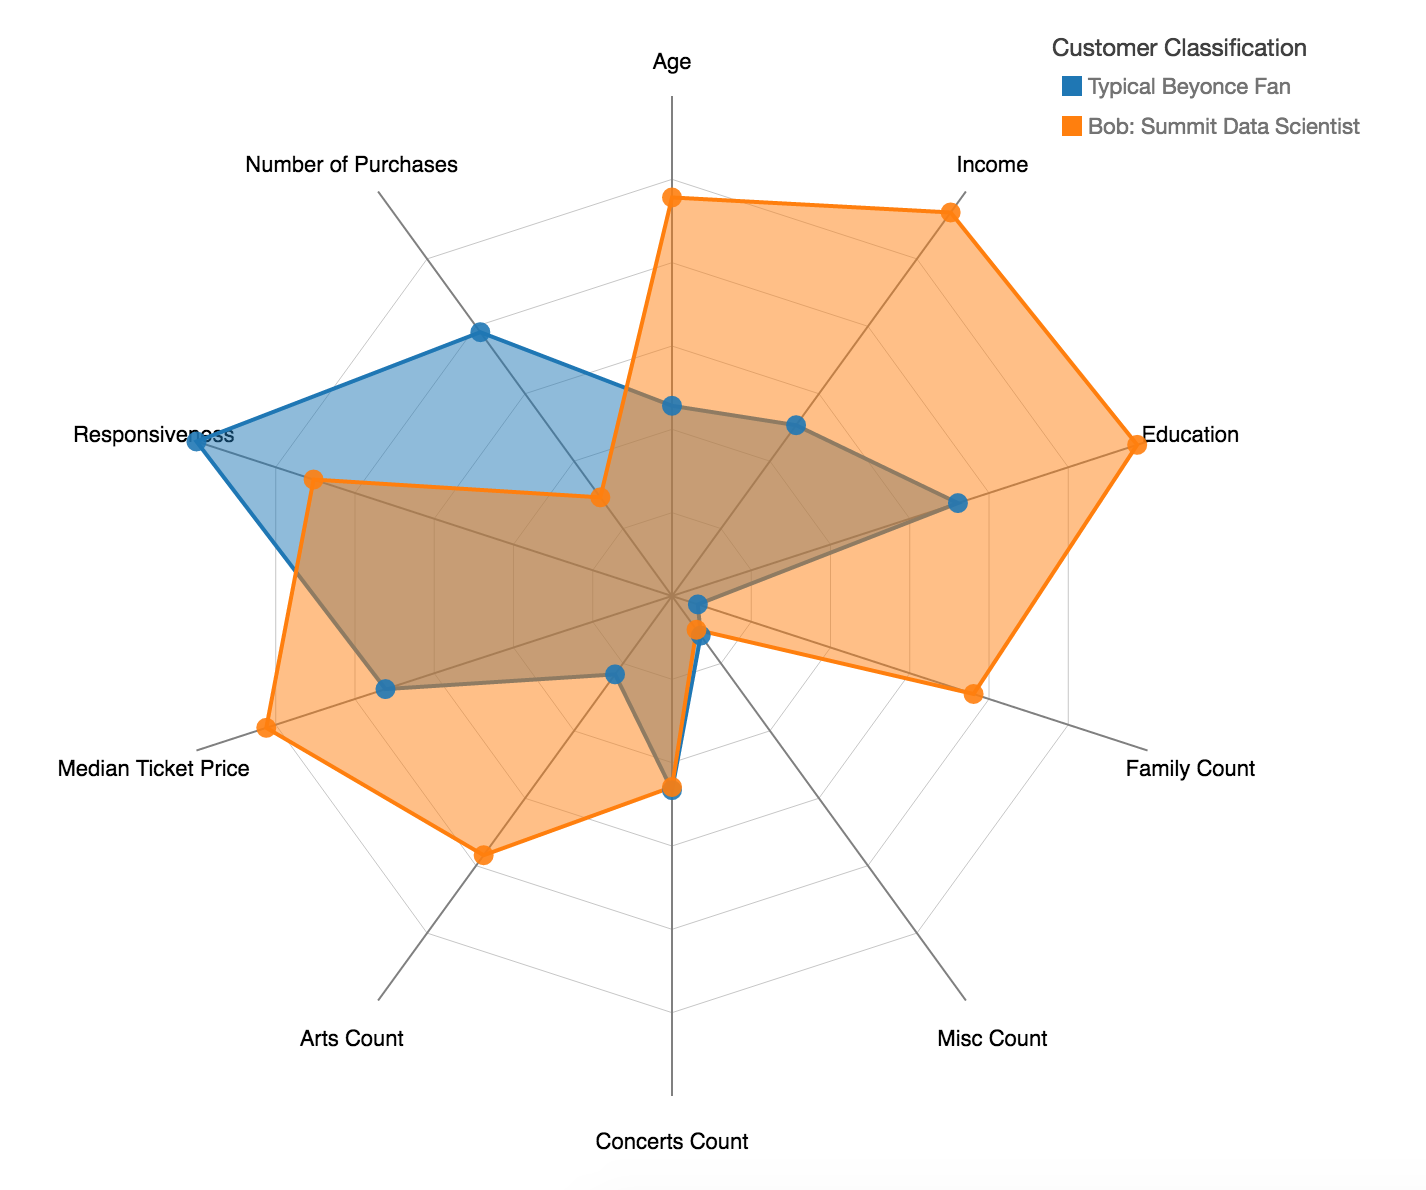 Customer Classification
Typical Beyonce Fan
Bob: Summit Data Scientist
Age
Number of Purchases
Income
Responsiveness
Education
Median Ticket Price
Family Count
Arts Count
Misc Count
Concerts Count